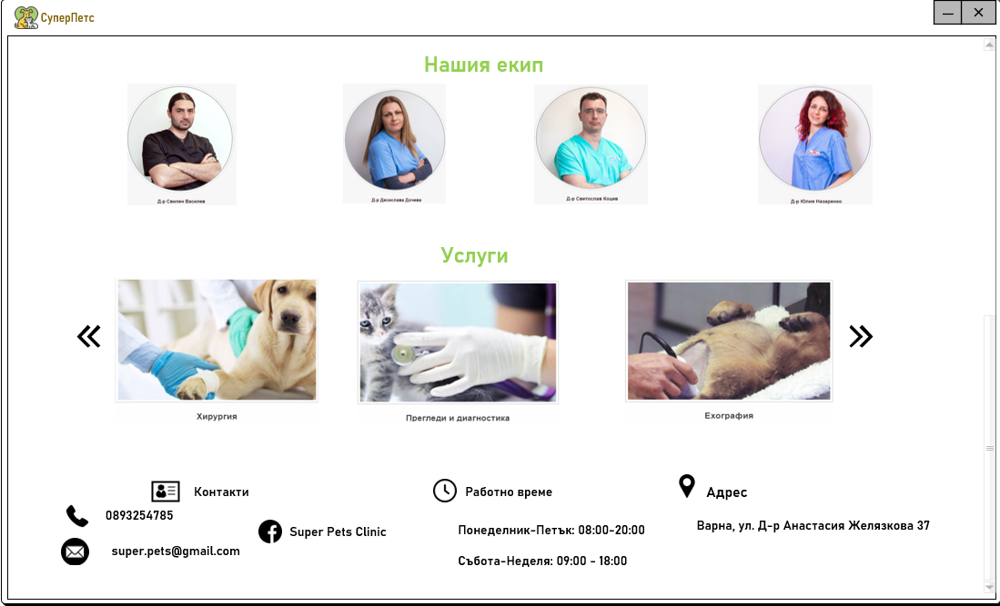 СуперПетс
Нашия екип
Д-р Свилен Василев
Д-р Десислава Дочева
Д-р Светослав Коцев
Д-р Юлия Назаренко
Услуги
Хирургия
Прегледи и диагностика
Ехография
Контакти
0893254785
super.pets@gmail.com
Super Pets Clinic
Работно време
Понеделник-Петък: 08:00-20:00
Събота-Неделя: 09:00 - 18:00
Адрес
Варна, ул. Д-р Анастасия Желязкова 37